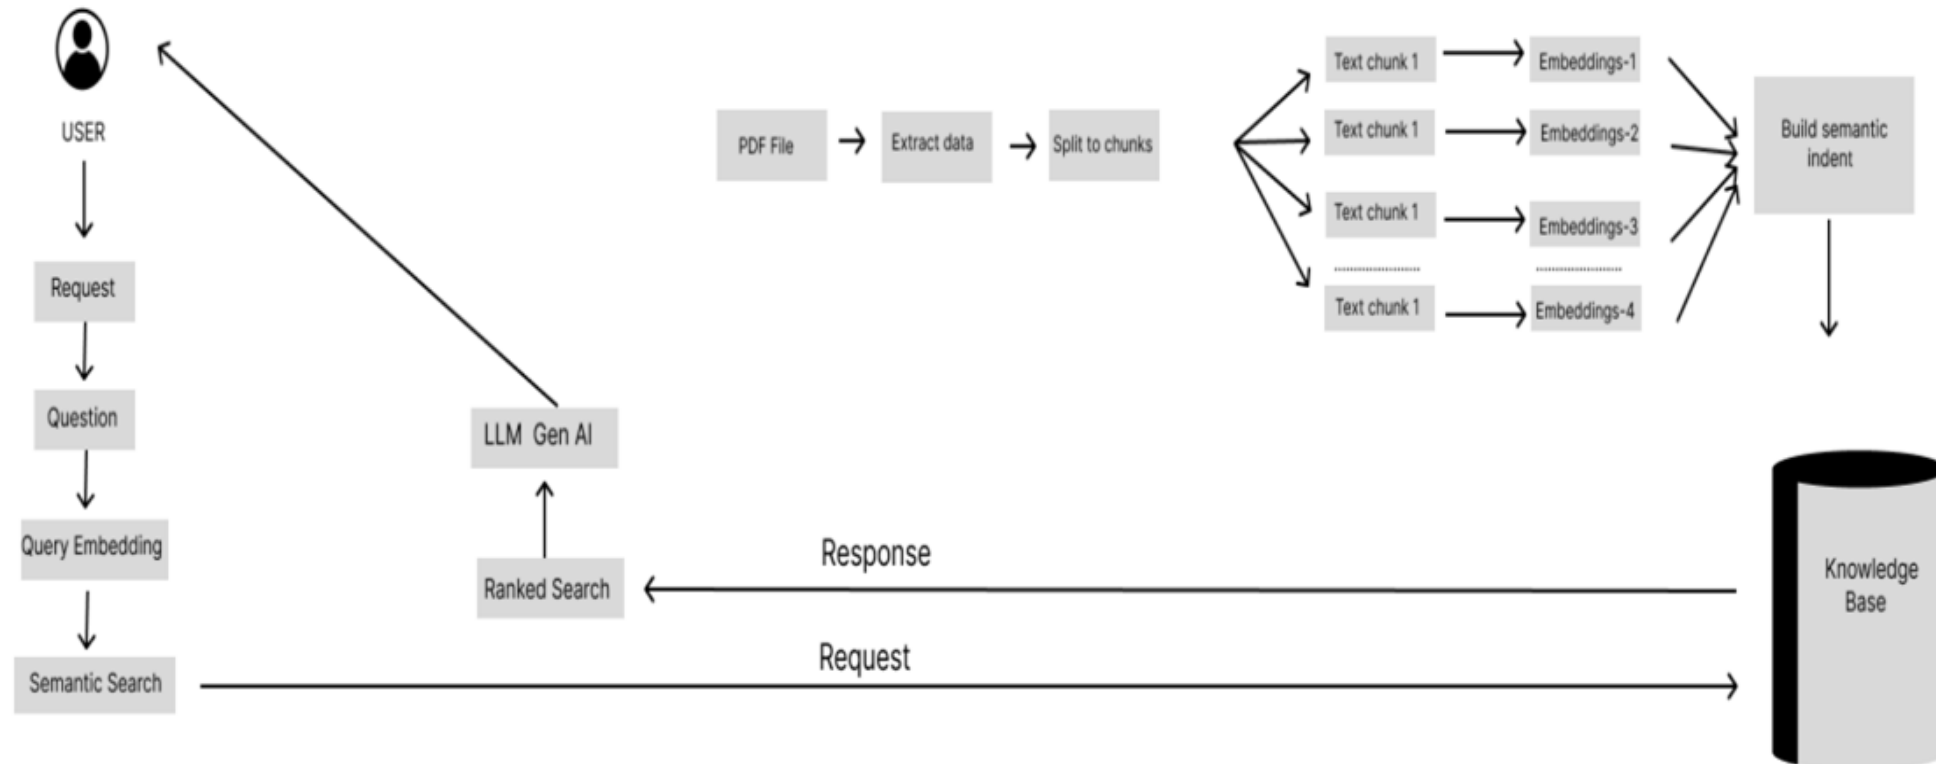 USER
Request
Question
Query Embedding
Semantic Search
LLM Gen AI
Ranked Search
Response
Request
PDF File
Extract data
Split to chunks
Text chunk 1
Embeddings-1
Text chunk 1
Embeddings-2
Text chunk 1
Embeddings-3
Text chunk 1
Embeddings-4
Build semantic
indent
Knowledge
Base